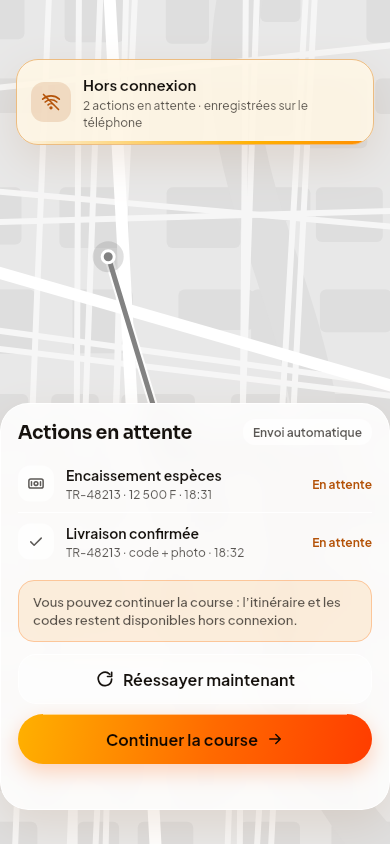 Hors connexion
2 actions en attente · enregistrées sur le
téléphone
Actions en attente
Envoi automatique
Encaissement espèces
TR-48213 · 12 500 F · 18:31
En attente
Livraison confirmée
TR-48213 · code + photo · 18:32
En attente
Vous pouvez continuer la course : l'itinéraire et les
codes restent disponibles hors connexion.
Réessayer maintenant
Continuer la course →